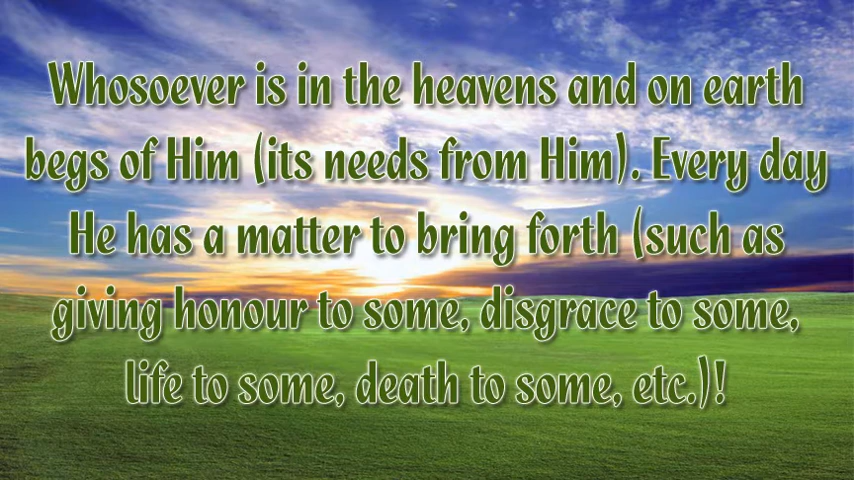 Whosoever is in the heavens and on earth
begs of Him (its needs from Him). Every day
He has a matter to bring forth (such as
giving honour to some, disgrace to some,
life to some, death to some, etc.)!